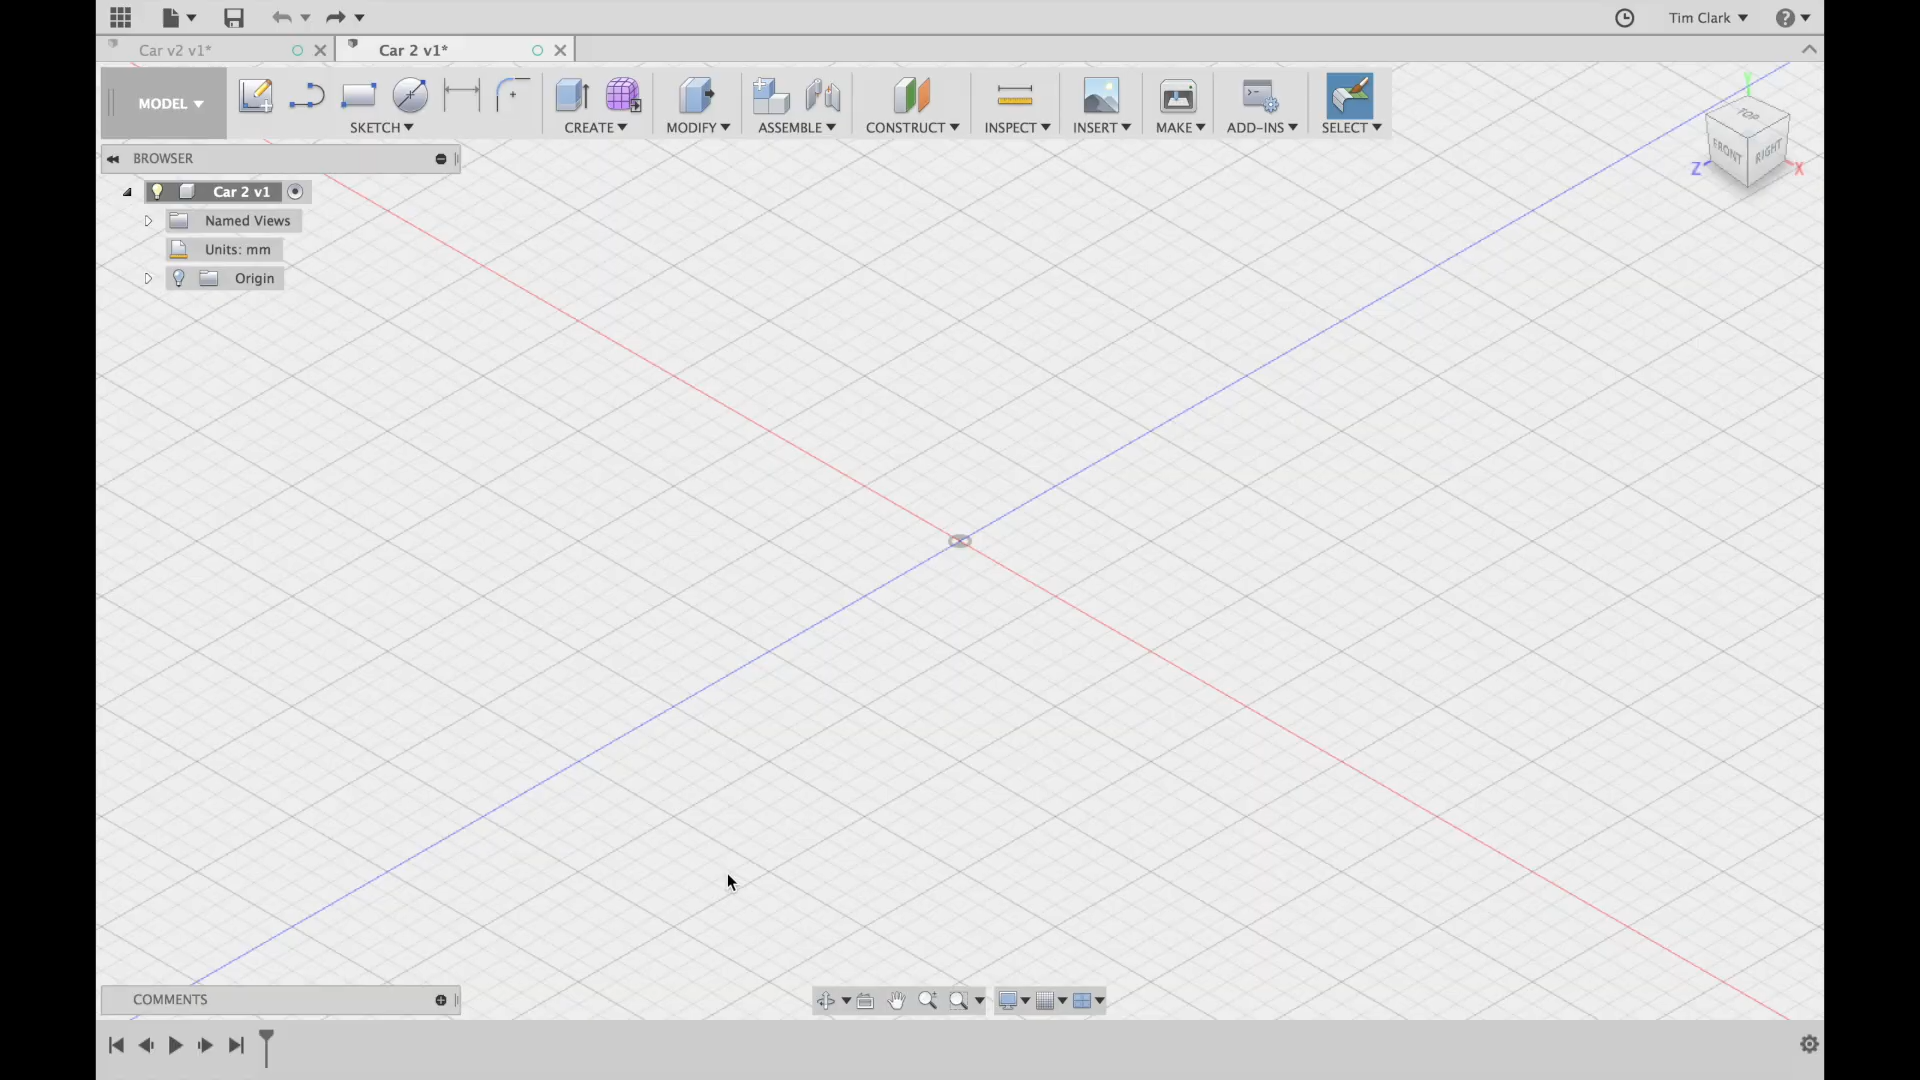 Tim Clark
Car v2 v1*
Car 2 v1*
MODEL
SKETCH
CREATE
MODIFY
ASSEMBLE
CONSTRUCT
INSPECT
INSERT
MAKE
ADD-INS
SELECT
BROWSER
Car 2 v1
Named Views
Units: mm
Origin
Y
TOP
FRONT
RIGHT
Z
X
COMMENTS